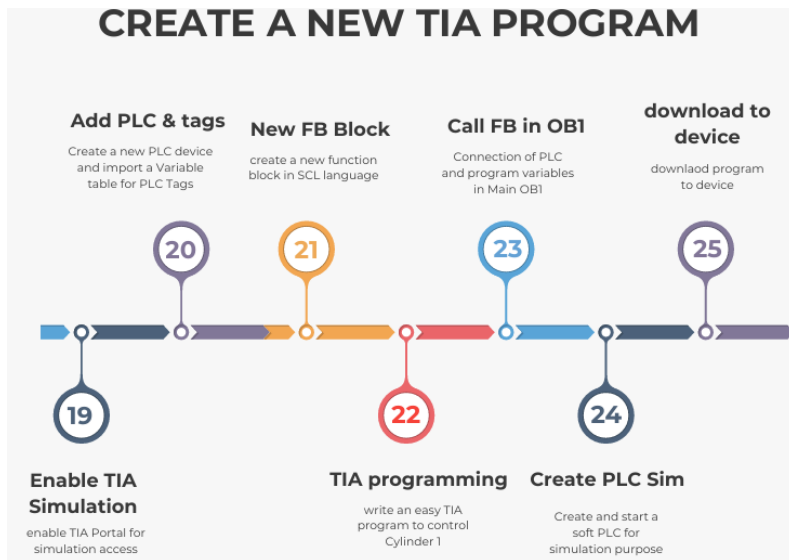 CREATE A NEW TIA PROGRAM
Add PLC & tags
Create a new PLC device
and import a Variable
table for PLC Tags
New FB Block
create a new function
block in SCL language
Call FB in OB1
Connection of PLC
and program variables
in Main OB1
download to
device
downlaod program
to device
20
21
23
25
19
22
24
Enable TIA
Simulation
enable TIA Portal for
simulation access
TIA programming
write an easy TIA
program to control
Cylinder 1
Create PLC Sim
Create and start a
soft PLC for
simulation purpose